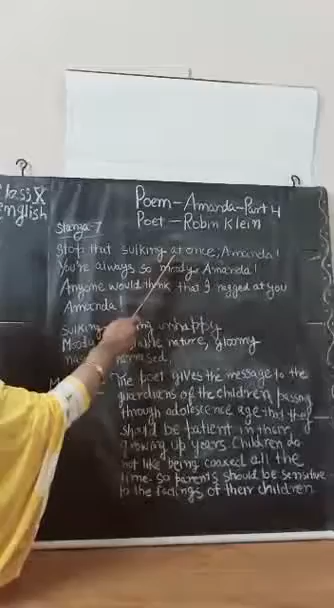 Class X
English
Poem - Amanda - Part 4
Poet - Robin Klein
Stanza-7
Stop that sulking at once, Amanda!
You're always so moody, Amanda!
Anyone would think that I nagged at you
Amanda!
Sulking unhappy
nature, gloomy
harassed,
The poet gives the message to the
guardians of the children passing
through adolescence age that they
should be patient in their
growing up years. Children do
not like being coaxed all the
time. so parents should be sensitive
to the feelings of their children